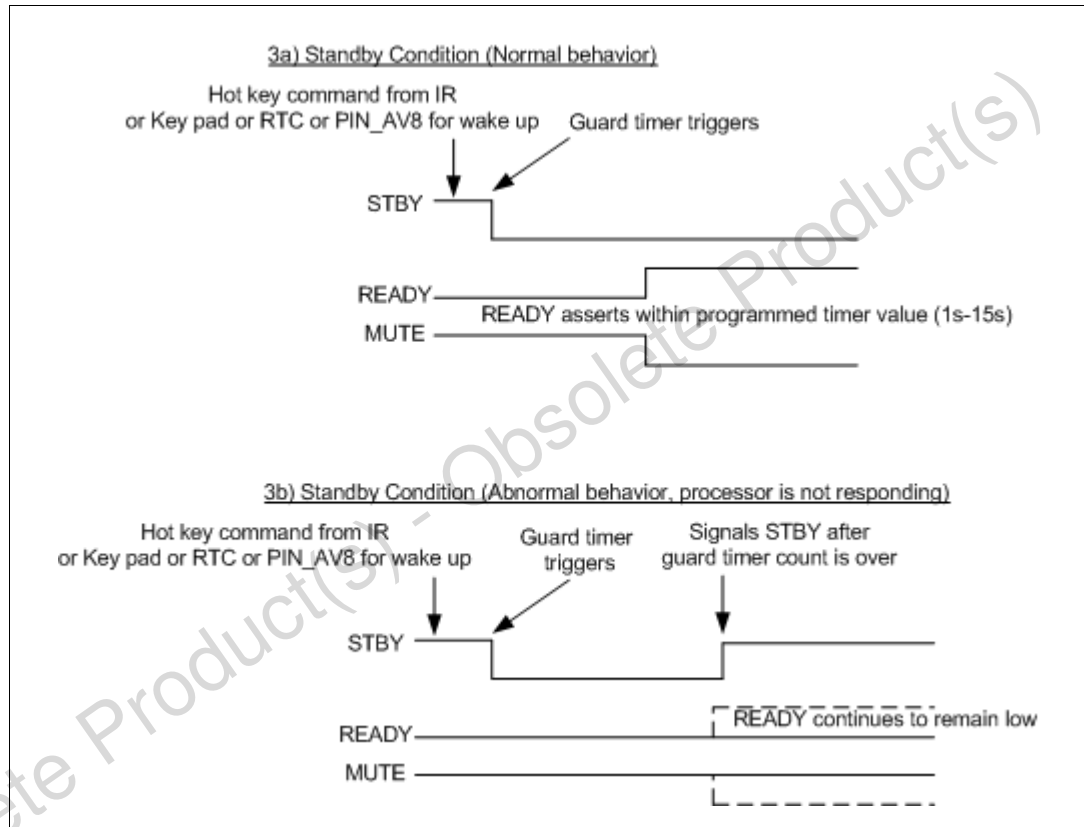 3a) Standby Condition (Normal behavior)
Hot key command from IR
or Key pad or RTC or PIN_AV8 for wake up
Guard timer triggers
STBY
READY
READY asserts within programmed timer value (1s-15s)
MUTE
3b) Standby Condition (Abnormal behavior, processor is not responding)
Hot key command from IR
or Key pad or RTC or PIN_AV8 for wake up
Guard timer
triggers
Signals STBY after
guard timer count is over
STBY
READY
READY continues to remain low
MUTE
lete Product(s) - Obsolete Product(s)